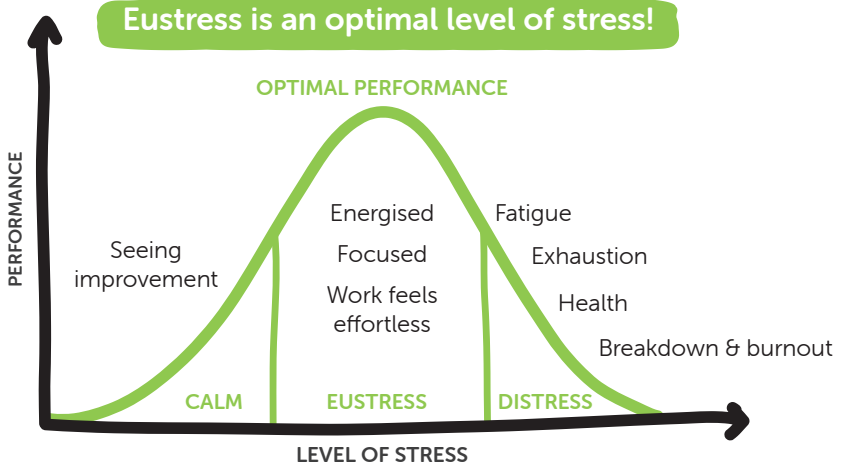 Eustress is an optimal level of stress!
OPTIMAL PERFORMANCE
PERFORMANCE
Seeing
improvement
Energised
Focused
Work feels
effortless
Fatigue
Exhaustion
Health
Breakdown & burnout
CALM
EUSTRESS
DISTRESS
LEVEL OF STRESS